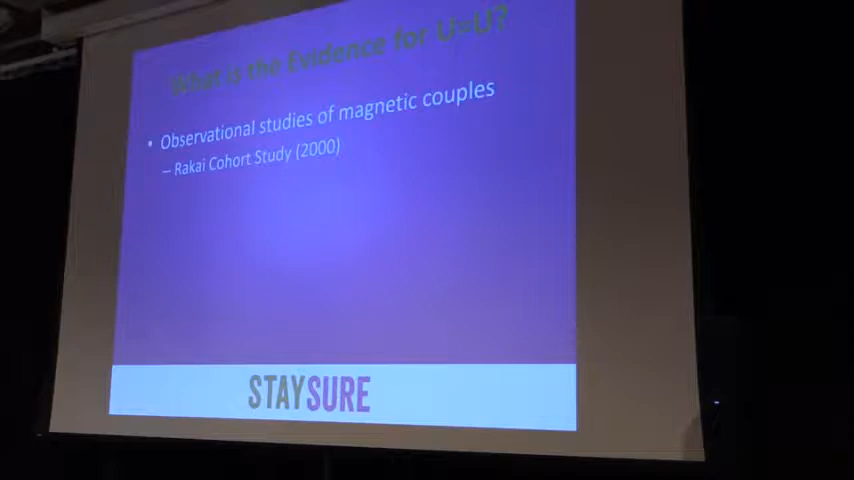 What is the Evidence for U=U?
• Observational studies of magnetic couples
– Rakai Cohort Study (2000)
STAYSURE